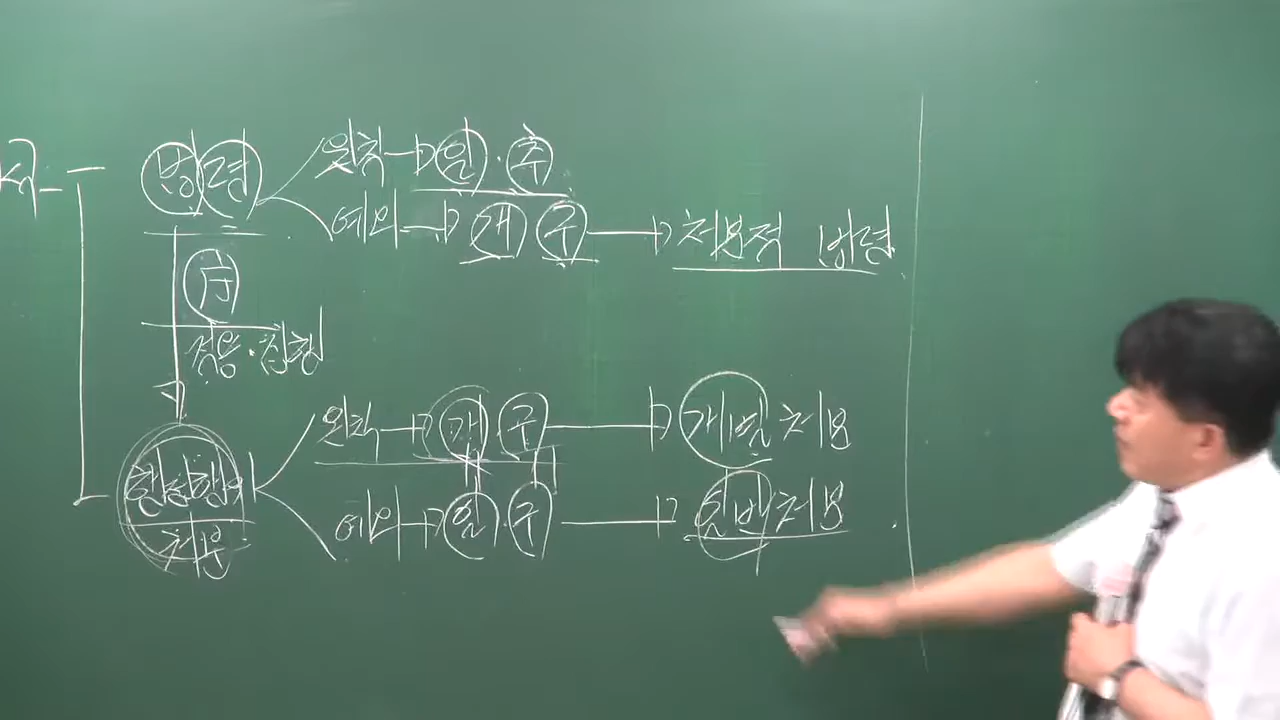 법령 원칙 → 일 · 추
예외 → 개 구 → 처분적 법령
적용 · 집행
원칙 → 개 구 → 개별처분
행정행위 예외 → 일 · 구 → 일반처분
처분